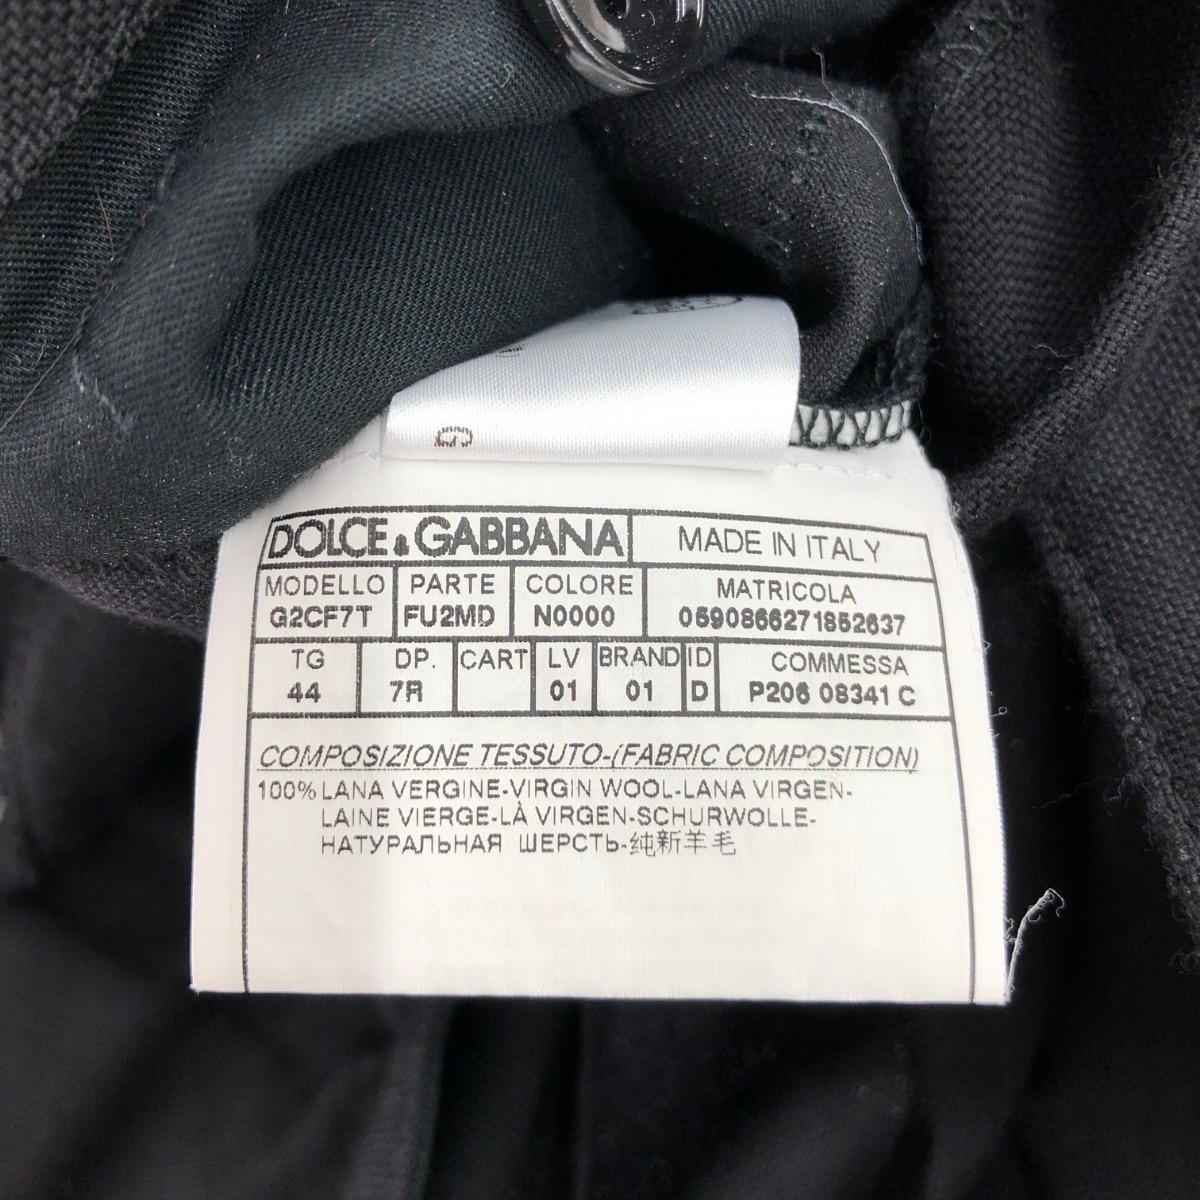 DOLCE & GABBANA MADE IN ITALY
MODELLO PARTE COLORE MATRICOLA
G2CF7T FU2MD N0000 0590866271852637
TG DP. CART LV BRAND ID COMMESSA
44 7R 01 01 D P206 08341 C
COMPOSIZIONE TESSUTO-(FABRIC COMPOSITION)
100% LANA VERGINE-VIRGIN WOOL-LANA VIRGEN-
LAINE VIERGE-LÀ VIRGEN-SCHURWOLLE-
НАТУРАЛЬНАЯ ШЕРСТЬ-纯新羊毛